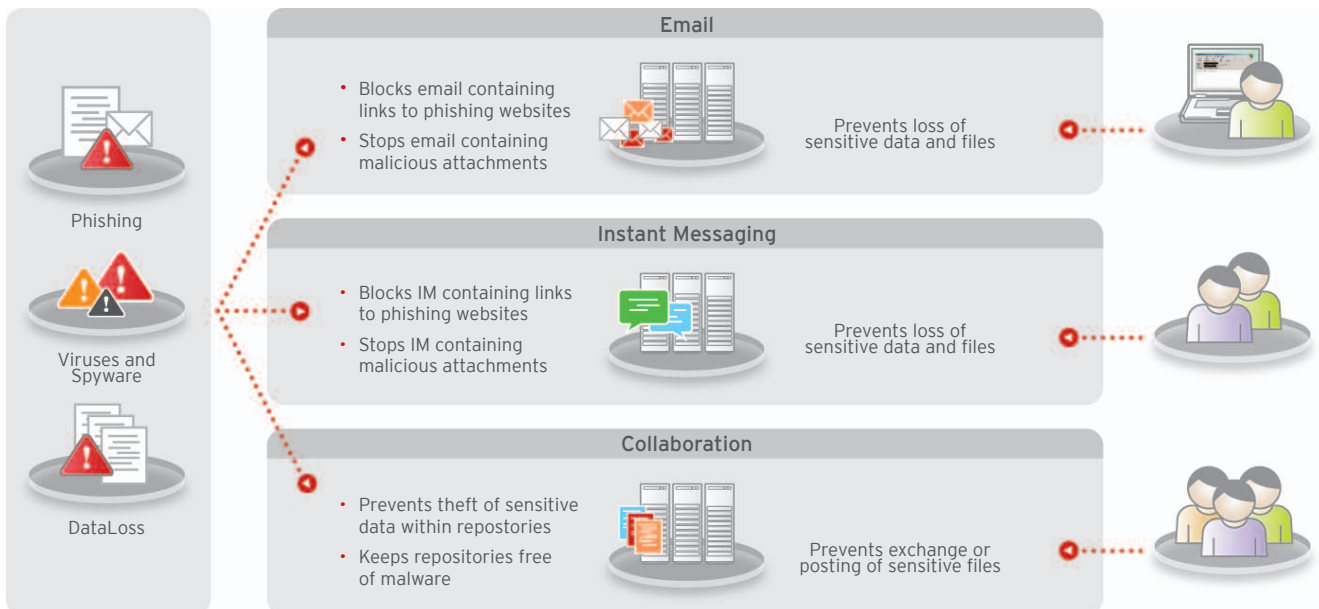 Phishing
Viruses and
Spyware
DataLoss
Email
• Blocks email containing
links to phishing websites
• Stops email containing
malicious attachments
Prevents loss of
sensitive data and files
Instant Messaging
• Blocks IM containing links
to phishing websites
• Stops IM containing
malicious attachments
Prevents loss of
sensitive data and files
Collaboration
• Prevents theft of sensitive
data within repostories
• Keeps repositories free
of malware
Prevents exchange or
posting of sensitive files